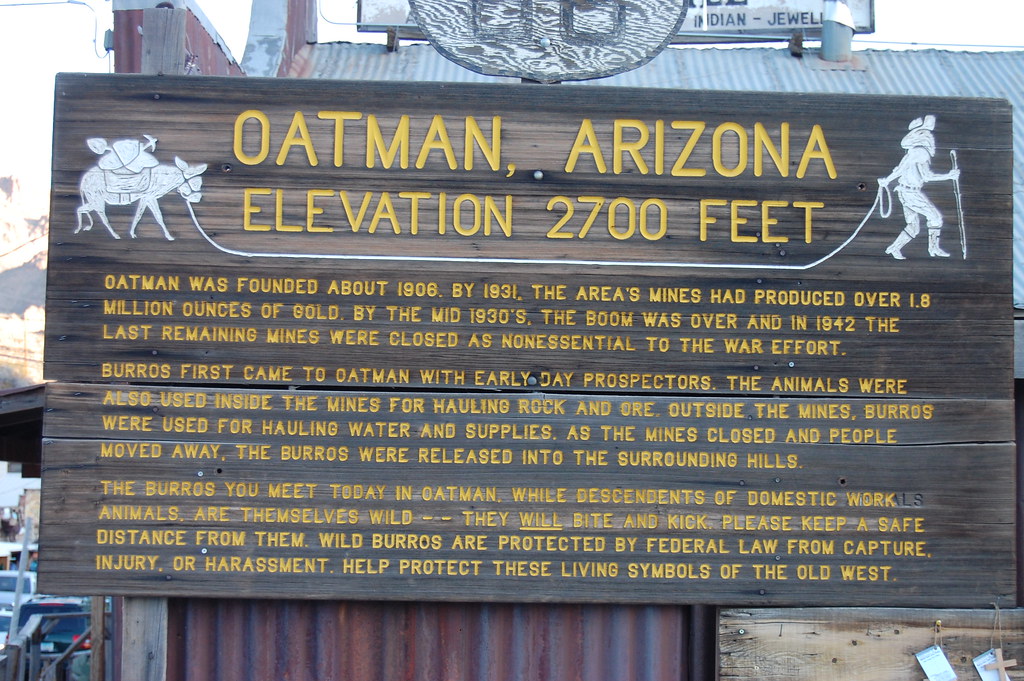 INDIAN - JEWEL
OATMAN, ARIZONA
ELEVATION 2700 FEET
OATMAN WAS FOUNDED ABOUT 1906. BY 1931, THE AREA'S MINES HAD PRODUCED OVER 1.8
MILLION OUNCES OF GOLD. BY THE MID 1930'S, THE BOOM WAS OVER AND IN 1942 THE
LAST REMAINING MINES WERE CLOSED AS NONESSENTIAL TO THE WAR EFFORT.
BURROS FIRST CAME TO OATMAN WITH EARLY DAY PROSPECTORS. THE ANIMALS WERE
ALSO USED INSIDE THE MINES FOR HAULING ROCK AND ORE. OUTSIDE THE MINES, BURROS
WERE USED FOR HAULING WATER AND SUPPLIES. AS THE MINES CLOSED AND PEOPLE
MOVED AWAY, THE BURROS WERE RELEASED INTO THE SURROUNDING HILLS.
THE BURROS YOU MEET TODAY IN OATMAN, WHILE DESCENDENTS OF DOMESTIC WORK
ANIMALS, ARE THEMSELVES WILD -- THEY WILL BITE AND KICK. PLEASE KEEP A SAFE
DISTANCE FROM THEM. WILD BURROS ARE PROTECTED BY FEDERAL LAW FROM CAPTURE,
INJURY, OR HARASSMENT. HELP PROTECT THESE LIVING SYMBOLS OF THE OLD WEST.